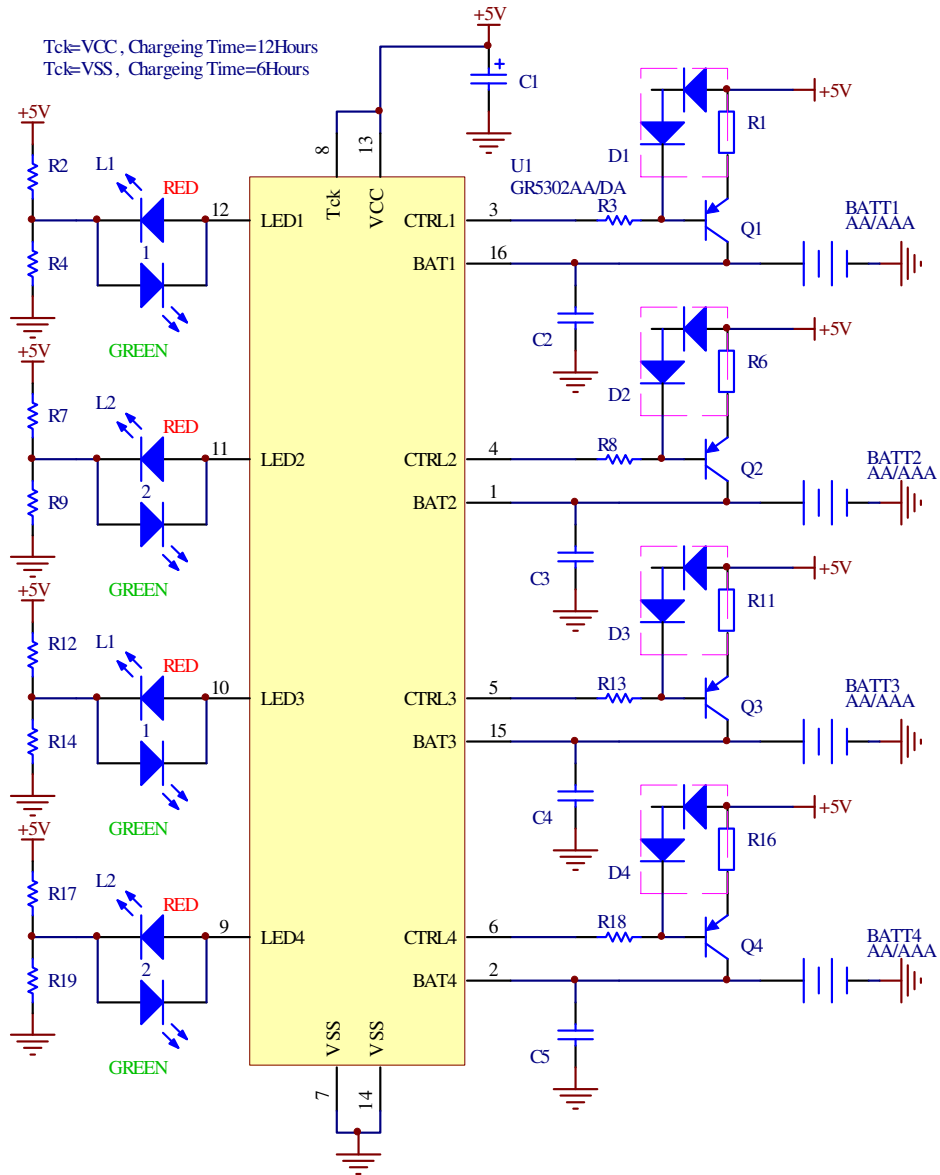 +5V
Tck=VCC, Chargeing Time=12Hours
Tck=VSS, Chargeing Time=6Hours
C1
+
+5V
R2
R4
L1
RED
1
GREEN
12
LED1
8
Tck
13
VCC
U1
GR5302AA/DA
CTRL1
3
R3
D1
R1
+5V
Q1
BATT1
AA/AAA
BAT1
16
C2
+5V
R7
R9
L2
RED
2
GREEN
11
LED2
CTRL2
4
R8
D2
R6
+5V
Q2
BATT2
AA/AAA
BAT2
1
C3
+5V
R12
R14
L1
RED
1
GREEN
10
LED3
CTRL3
5
R13
D3
R11
+5V
Q3
BATT3
AA/AAA
BAT3
15
C4
+5V
R17
R19
L2
RED
2
GREEN
9
LED4
CTRL4
6
R18
D4
R16
+5V
Q4
BATT4
AA/AAA
BAT4
2
C5
VSS
7
VSS
14